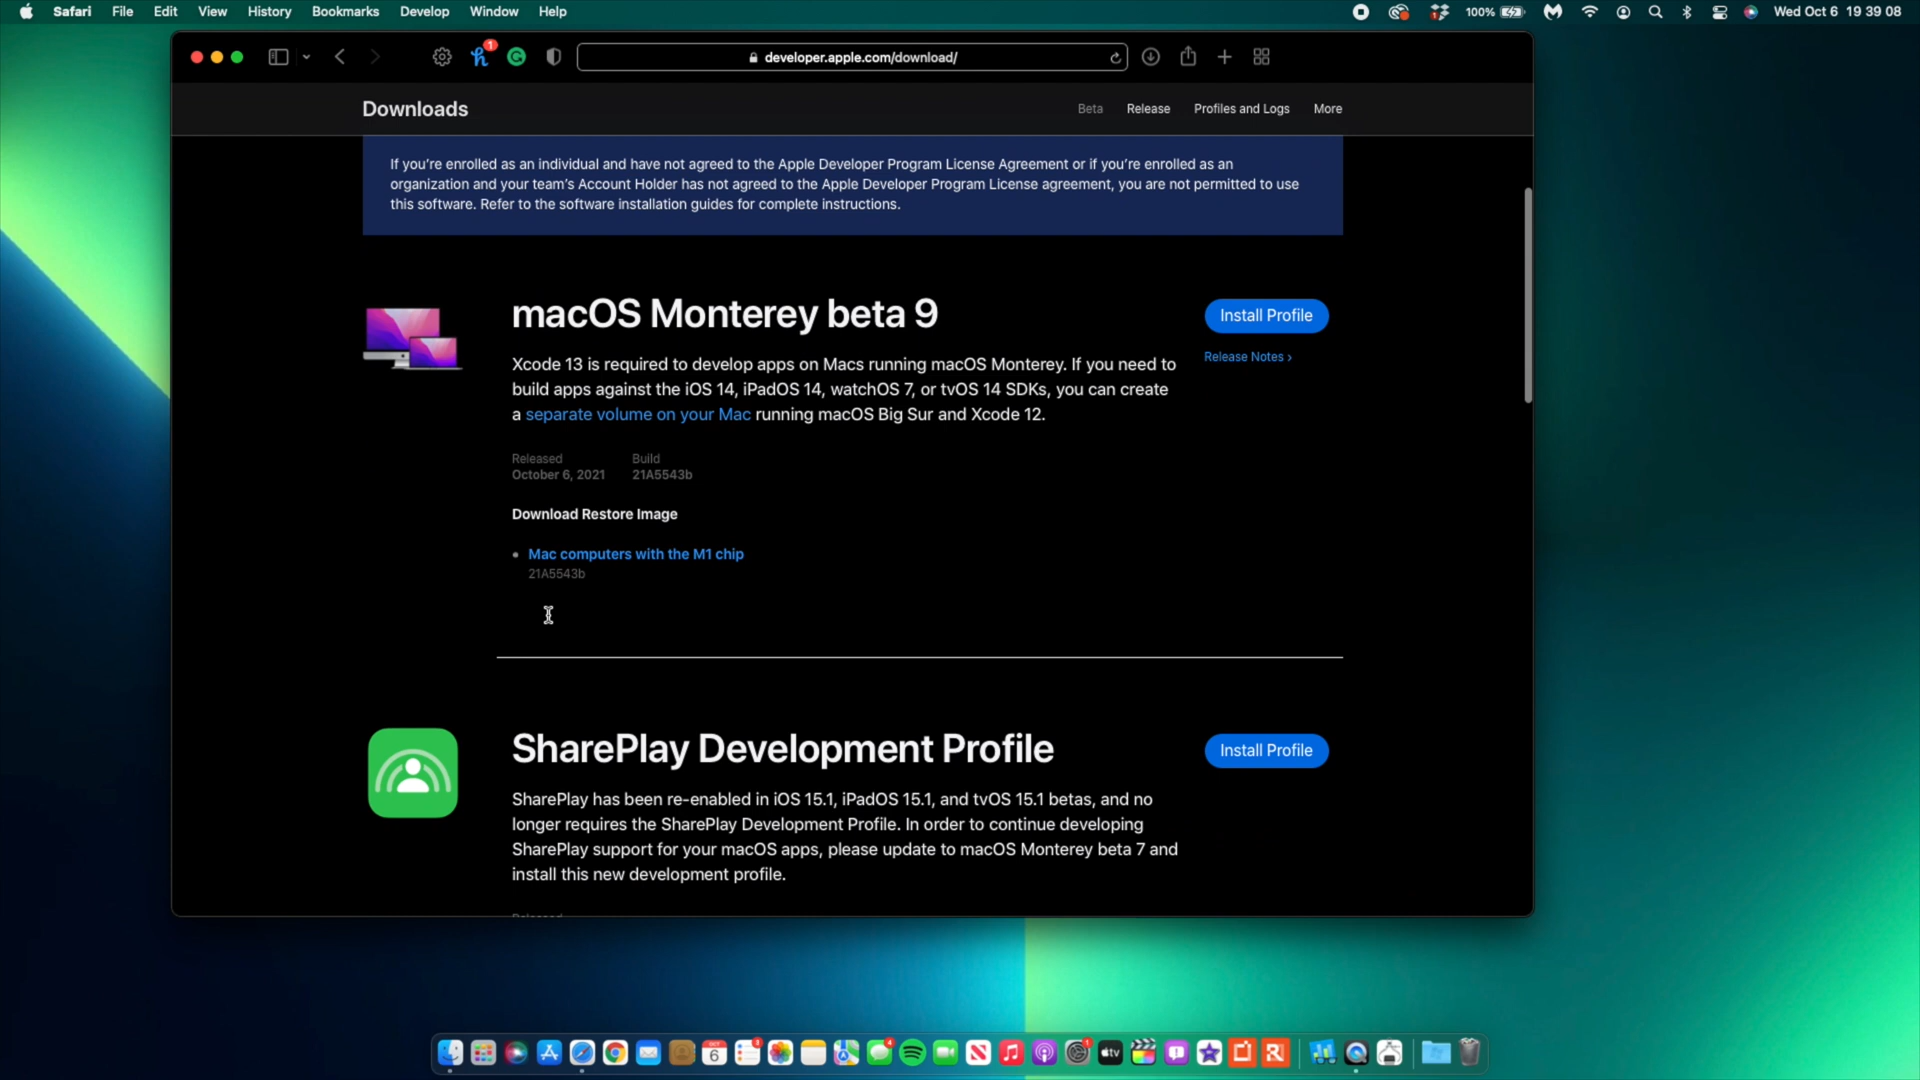 Safari File Edit View History Bookmarks Develop Window Help 100% Wed Oct 6 19 39 08
1
developer.apple.com/download/
Downloads Beta Release Profiles and Logs More
If you're enrolled as an individual and have not agreed to the Apple Developer Program License Agreement or if you're enrolled as an
organization and your team's Account Holder has not agreed to the Apple Developer Program License agreement, you are not permitted to use
this software. Refer to the software installation guides for complete instructions.
macOS Monterey beta 9 Install Profile
Release Notes ›
Xcode 13 is required to develop apps on Macs running macOS Monterey. If you need to
build apps against the iOS 14, iPadOS 14, watchOS 7, or tvOS 14 SDKs, you can create
a separate volume on your Mac running macOS Big Sur and Xcode 12.
Released Build
October 6, 2021 21A5543b
Download Restore Image
Mac computers with the M1 chip
21A5543b
SharePlay Development Profile Install Profile
SharePlay has been re-enabled in iOS 15.1, iPadOS 15.1, and tvOS 15.1 betas, and no
longer requires the SharePlay Development Profile. In order to continue developing
SharePlay support for your macOS apps, please update to macOS Monterey beta 7 and
install this new development profile.
OCT
6 tv